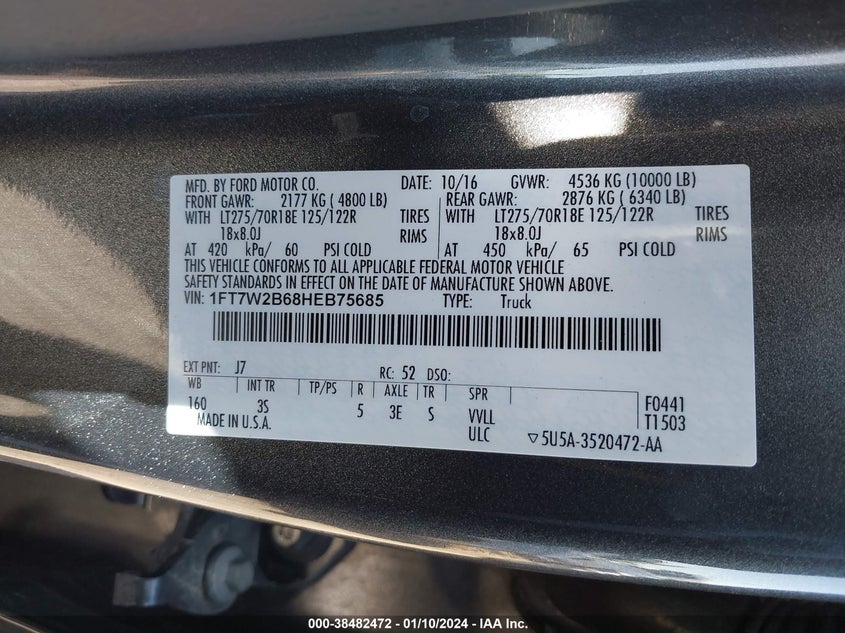 MFD. BY FORD MOTOR CO. DATE: 10/16 GVWR: 4536 KG (10000 LB)
FRONT GAWR: 2177 KG ( 4800 LB) REAR GAWR: 2876 KG ( 6340 LB)
WITH LT275/70R18E 125/122R TIRES WITH LT275/70R18E 125/122R TIRES
18x8.0J RIMS 18x8.0J RIMS
AT 420 kPa/ 60 PSI COLD AT 450 kPa/ 65 PSI COLD
THIS VEHICLE CONFORMS TO ALL APPLICABLE FEDERAL MOTOR VEHICLE
SAFETY STANDARDS IN EFFECT ON THE DATE OF MANUFACTURE SHOWN ABOVE.
VIN: 1FT7W2B68HEB75685 TYPE: Truck
EXT PNT: J7 RC: 52 DSO:
WB INT TR TP/PS R AXLE TR SPR
160 3S 5 3E S VVLL F0441
MADE IN U.S.A. ULC ▽5U5A-3520472-AA T1503
000-38482472 — 01/10/2024 — IAA Inc.